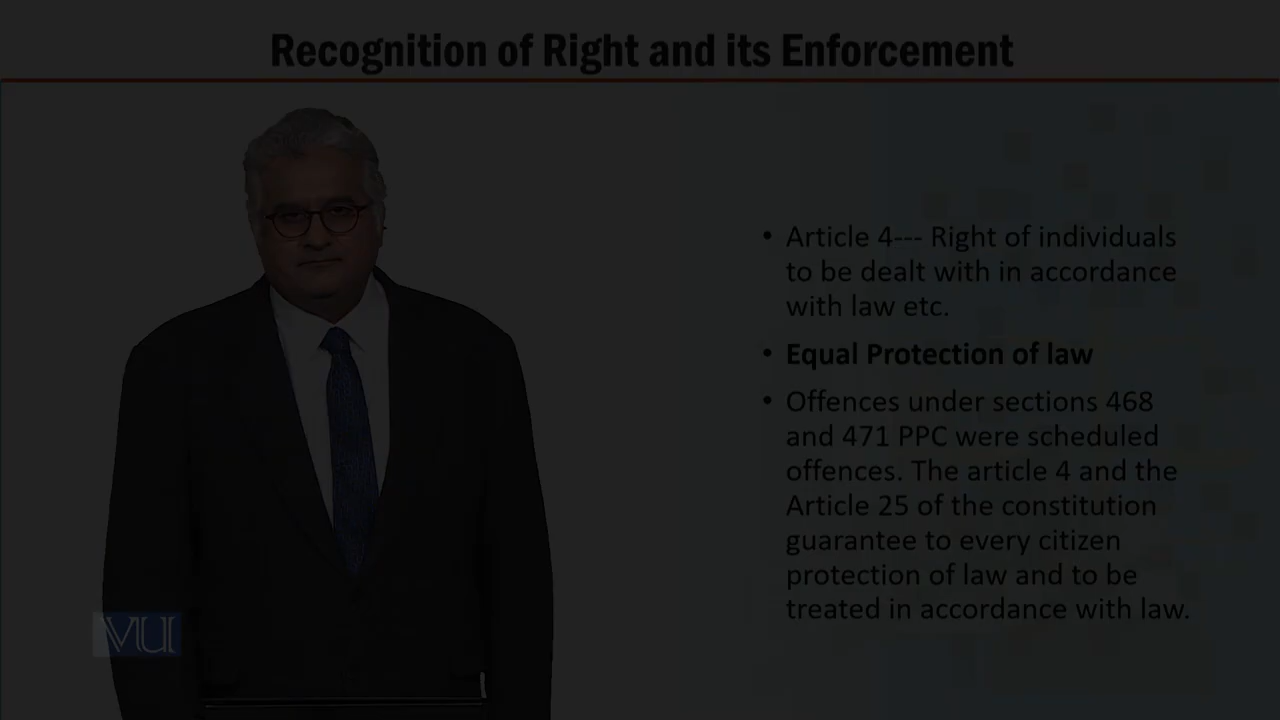 Recognition of Right and its Enforcement
• Article 4--- Right of individuals
to be dealt with in accordance
with law etc.
• Equal Protection of law
• Offences under sections 468
and 471 PPC were scheduled
offences. The article 4 and the
Article 25 of the constitution
guarantee to every citizen
protection of law and to be
treated in accordance with law.
VU